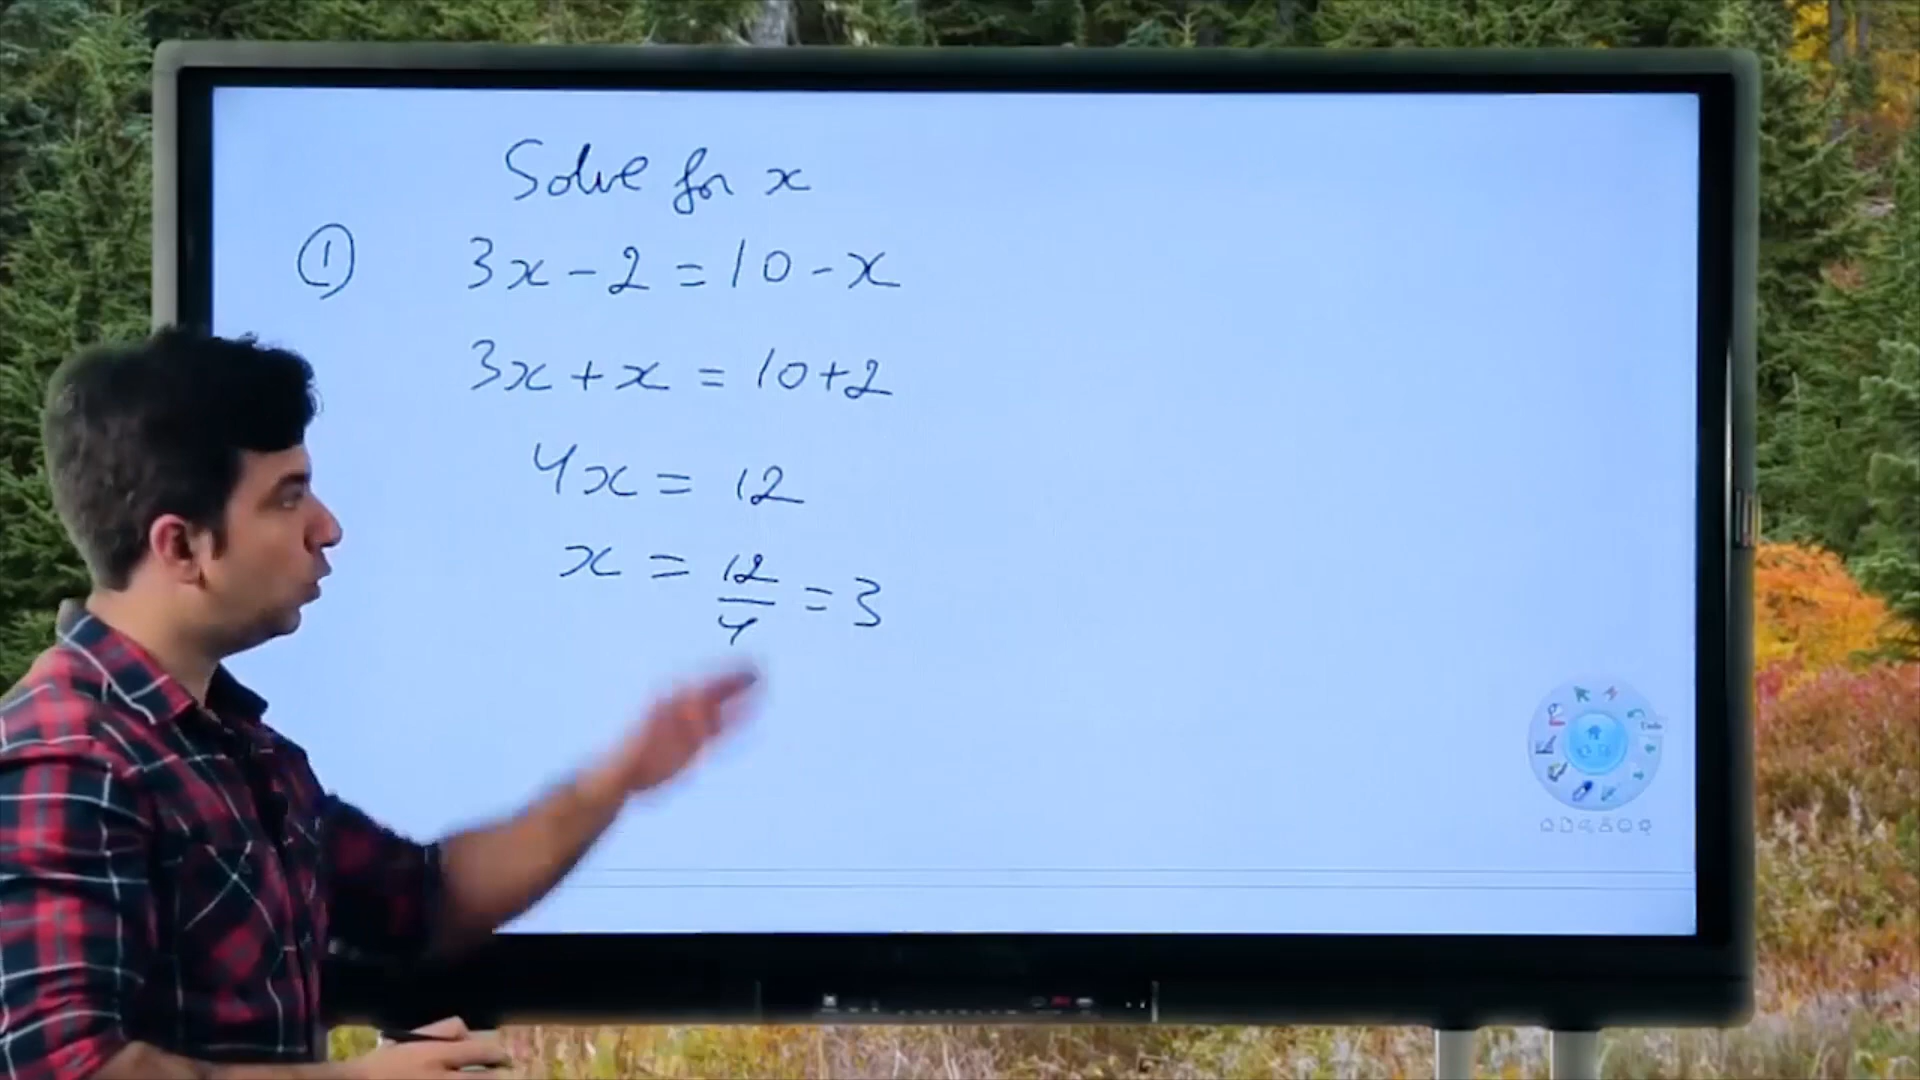 Solve for x
① 3x - 2 = 10 - x
3x + x = 10 + 2
4x = 12
x = 12/4 = 3